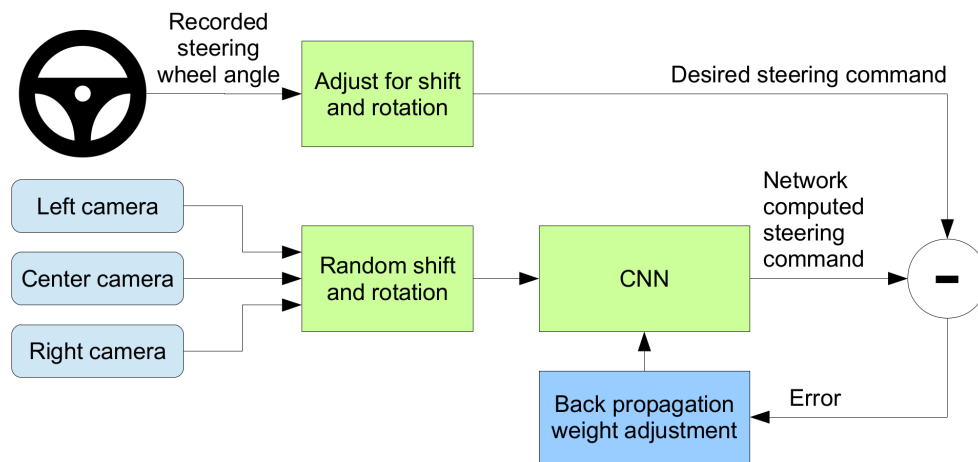 Recorded
steering
wheel angle
Adjust for shift
and rotation
Desired steering command
Left camera
Center camera
Right camera
Random shift
and rotation
CNN
Network
computed
steering
command
-
Back propagation
weight adjustment
Error